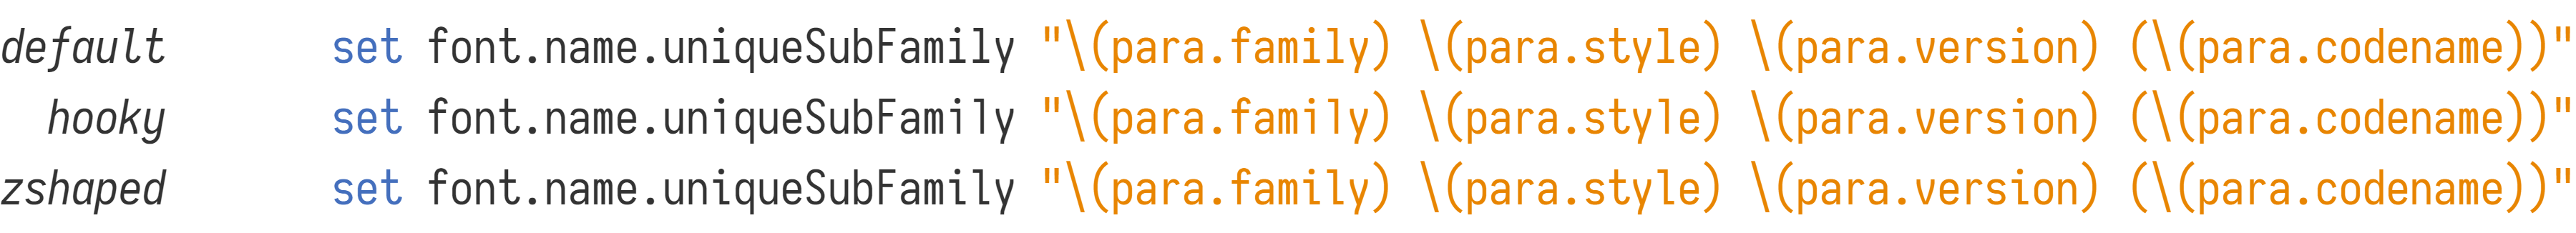 default set font.name.uniqueSubFamily "\(para.family) \(para.style) \(para.version) (\(para.codename))"
hooky set font.name.uniqueSubFamily "\(para.family) \(para.style) \(para.version) (\(para.codename))"
zshaped set font.name.uniqueSubFamily "\(para.family) \(para.style) \(para.version) (\(para.codename))"